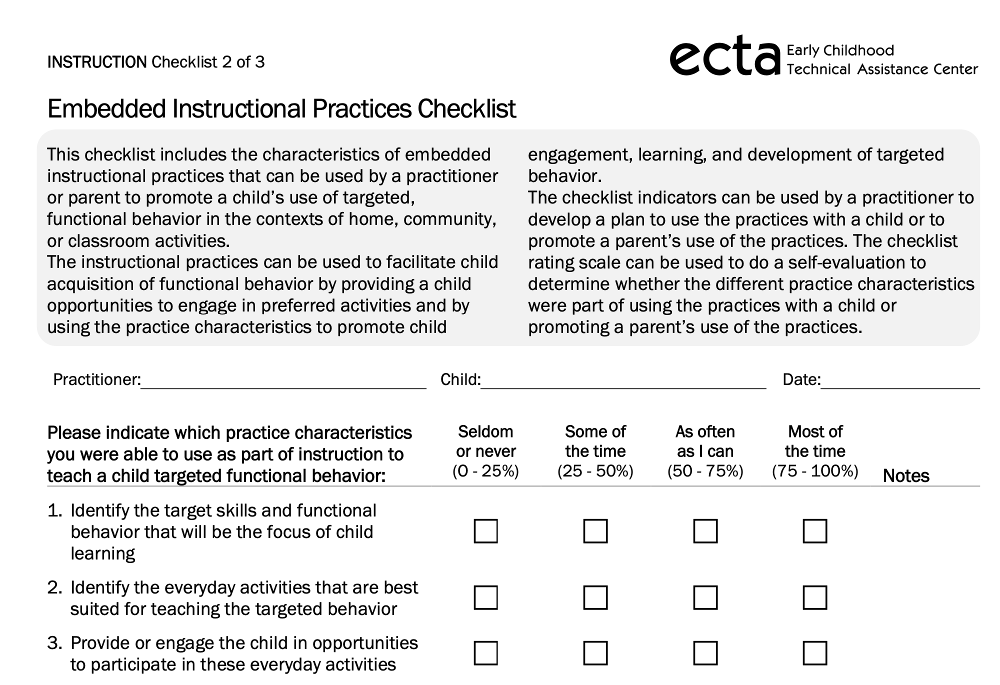 INSTRUCTION Checklist 2 of 3
ecta Early Childhood
Technical Assistance Center
Embedded Instructional Practices Checklist
This checklist includes the characteristics of embedded
instructional practices that can be used by a practitioner
or parent to promote a child’s use of targeted,
functional behavior in the contexts of home, community,
or classroom activities.
The instructional practices can be used to facilitate child
acquisition of functional behavior by providing a child
opportunities to engage in preferred activities and by
using the practice characteristics to promote child
engagement, learning, and development of targeted
behavior.
The checklist indicators can be used by a practitioner to
develop a plan to use the practices with a child or to
promote a parent’s use of the practices. The checklist
rating scale can be used to do a self-evaluation to
determine whether the different practice characteristics
were part of using the practices with a child or
promoting a parent’s use of the practices.
Practitioner: Child: Date:
Please indicate which practice characteristics
you were able to use as part of instruction to
teach a child targeted functional behavior:
Seldom
or never
(0 - 25%)
Some of
the time
(25 - 50%)
As often
as I can
(50 - 75%)
Most of
the time
(75 - 100%)
Notes
1. Identify the target skills and functional
behavior that will be the focus of child
learning
2. Identify the everyday activities that are best
suited for teaching the targeted behavior
3. Provide or engage the child in opportunities
to participate in these everyday activities